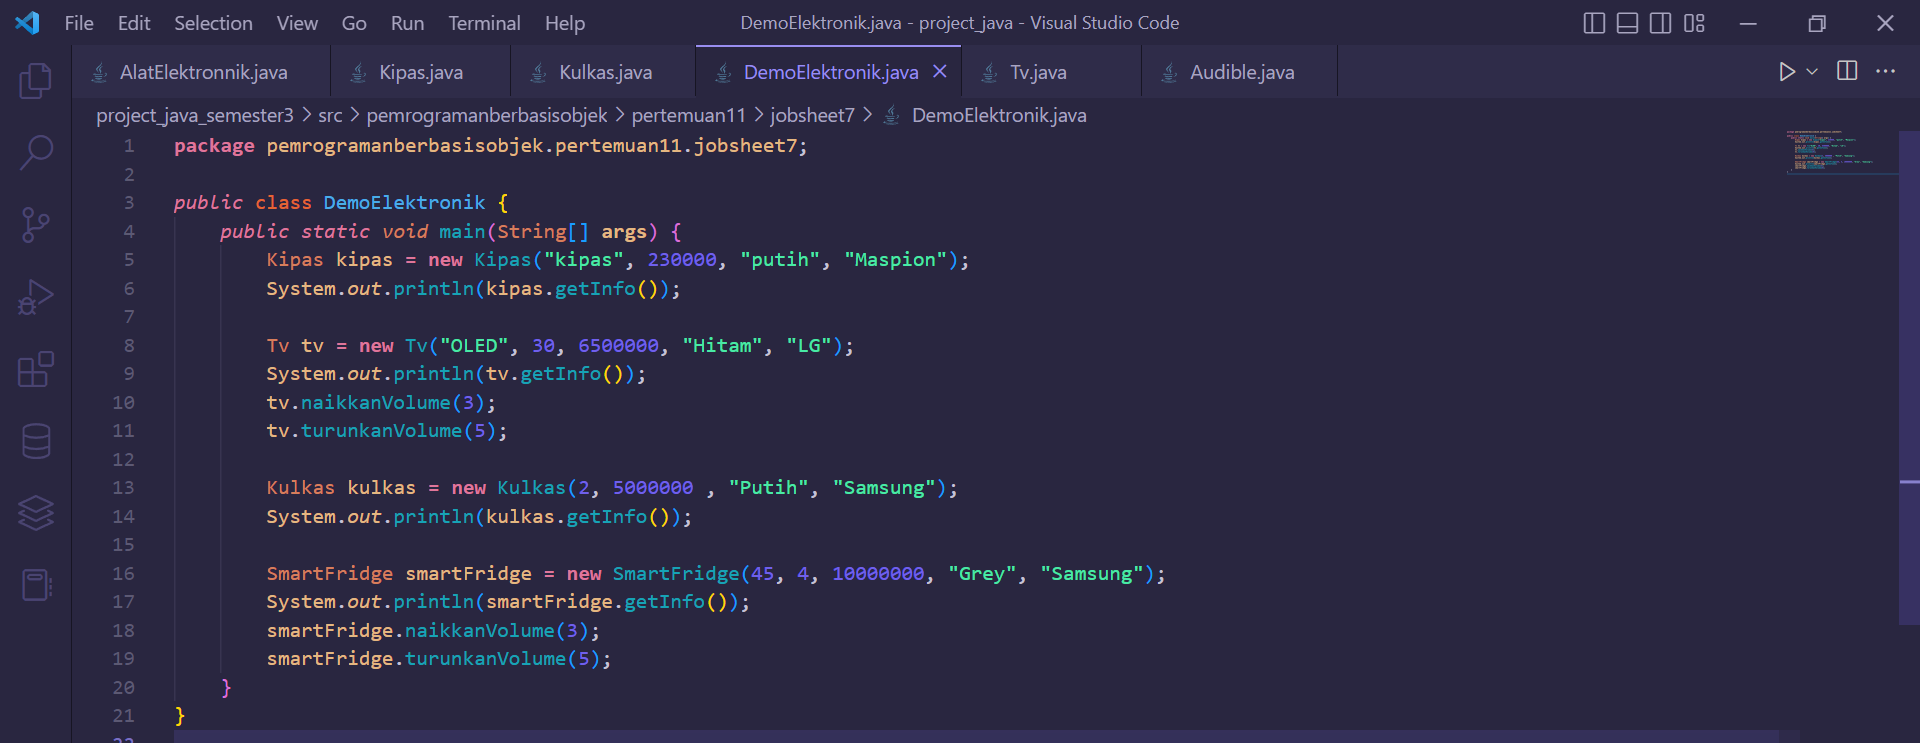 File Edit Selection View Go Run Terminal Help DemoElektronik.java - project_java - Visual Studio Code
AlatElektronnik.java Kipas.java Kulkas.java DemoElektronik.java Tv.java Audible.java
project_java_semester3 > src > pemrogramanberbasisobjek > pertemuan11 > jobsheet7 > DemoElektronik.java
1 package pemrogramanberbasisobjek.pertemuan11.jobsheet7;
2
3 public class DemoElektronik {
4     public static void main(String[] args) {
5         Kipas kipas = new Kipas("kipas", 230000, "putih", "Maspion");
6         System.out.println(kipas.getInfo());
7
8         Tv tv = new Tv("OLED", 30, 6500000, "Hitam", "LG");
9         System.out.println(tv.getInfo());
10         tv.naikkanVolume(3);
11         tv.turunkanVolume(5);
12
13         Kulkas kulkas = new Kulkas(2, 5000000 , "Putih", "Samsung");
14         System.out.println(kulkas.getInfo());
15
16         SmartFridge smartFridge = new SmartFridge(45, 4, 10000000, "Grey", "Samsung");
17         System.out.println(smartFridge.getInfo());
18         smartFridge.naikkanVolume(3);
19         smartFridge.turunkanVolume(5);
20     }
21 }
22